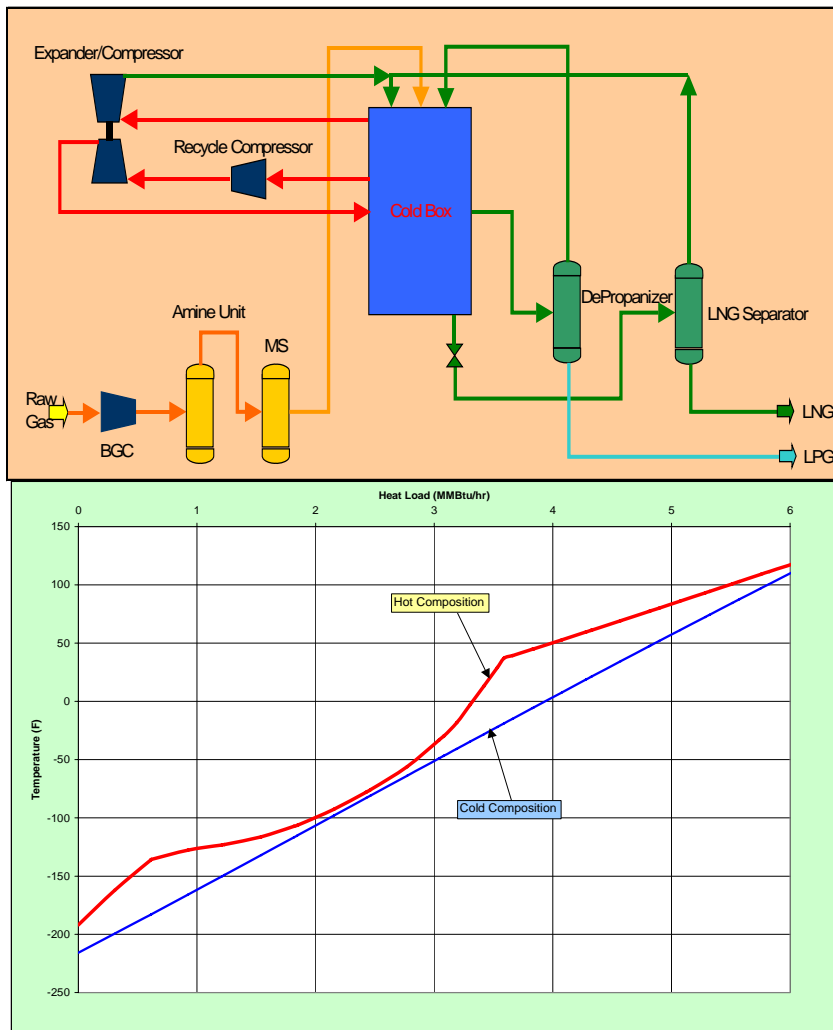 Expander/Compressor
Recycle Compressor
Cold Box
DePropanizer
LNG Separator
Amine Unit
MS
Raw
Gas
BGC
LNG
LPG
Heat Load (MMBtu/hr)
0 1 2 3 4 5 6
150
100
50
0
-50
-100
-150
-200
-250
Temperature (F)
Hot Composition
Cold Composition